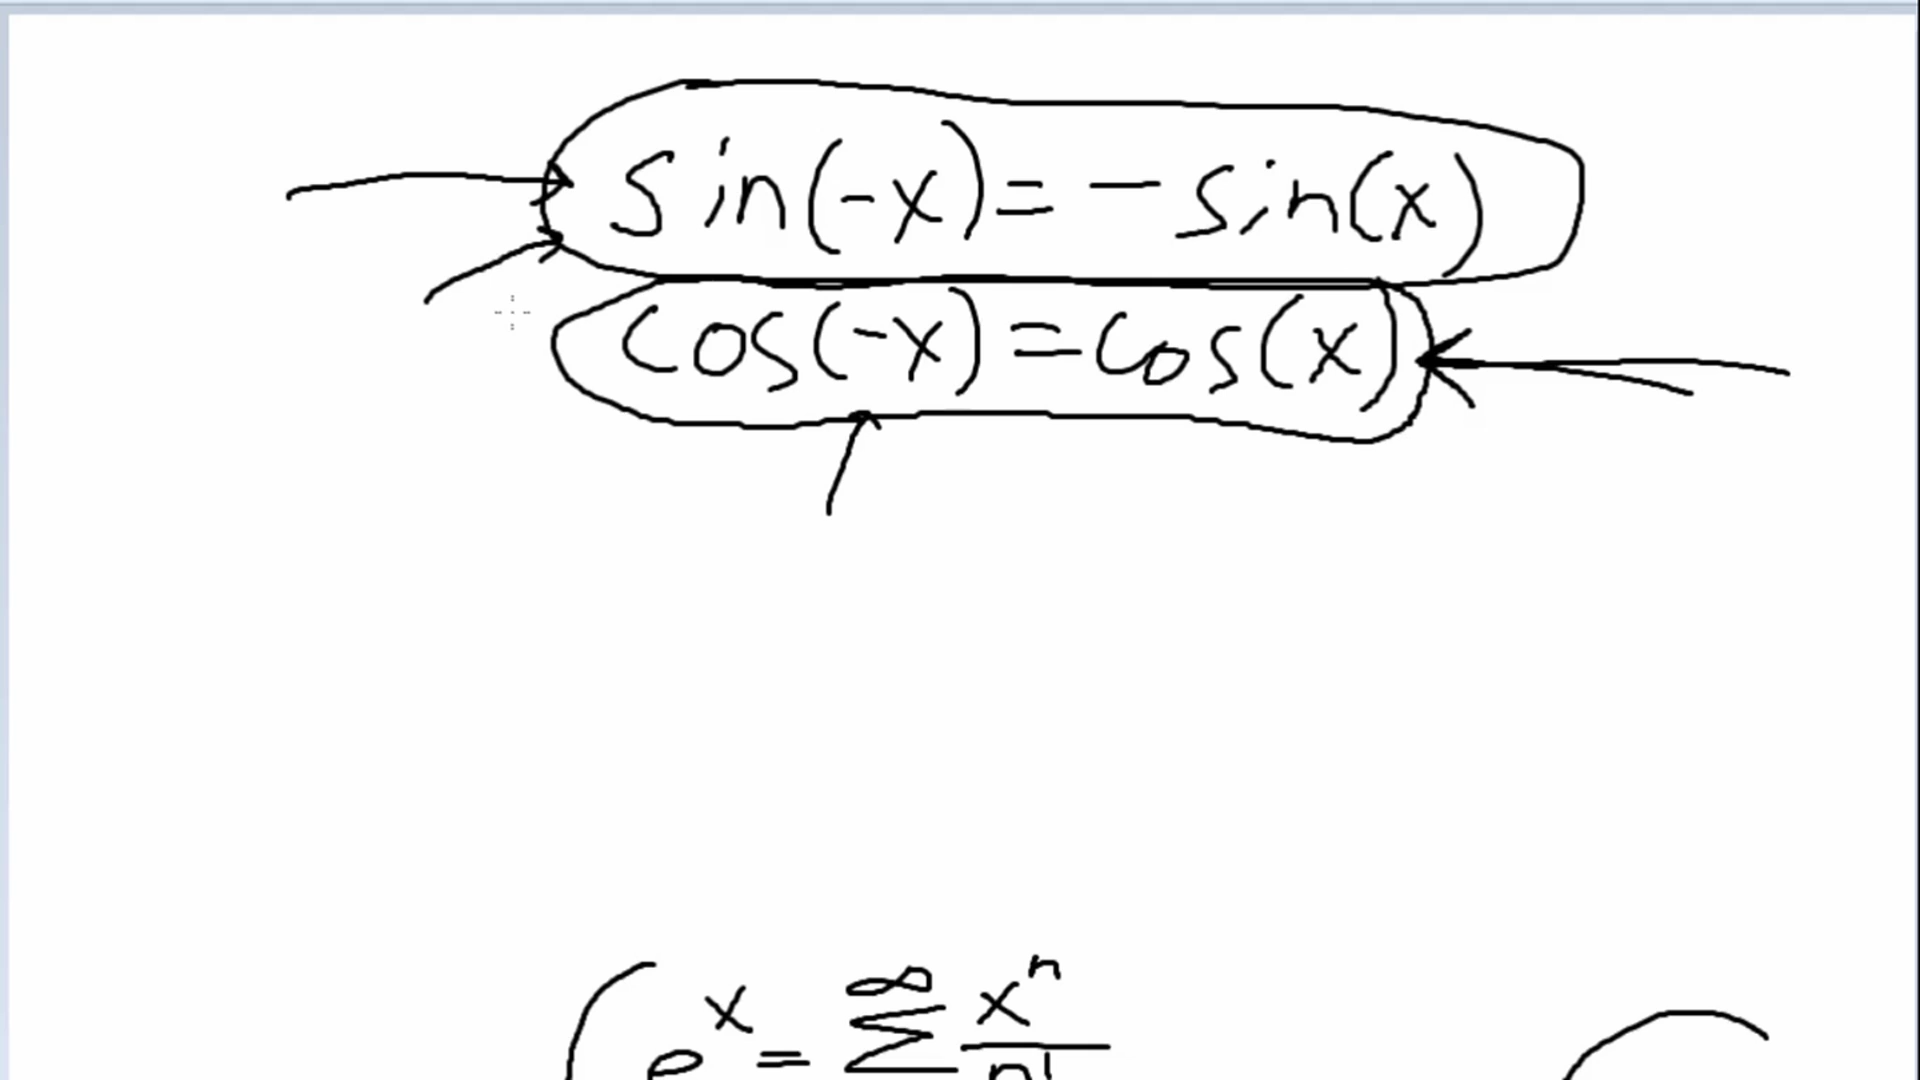 sin(-x) = -sin(x)
cos(-x) = cos(x)
e^x = ∑^∞ x^n/n!